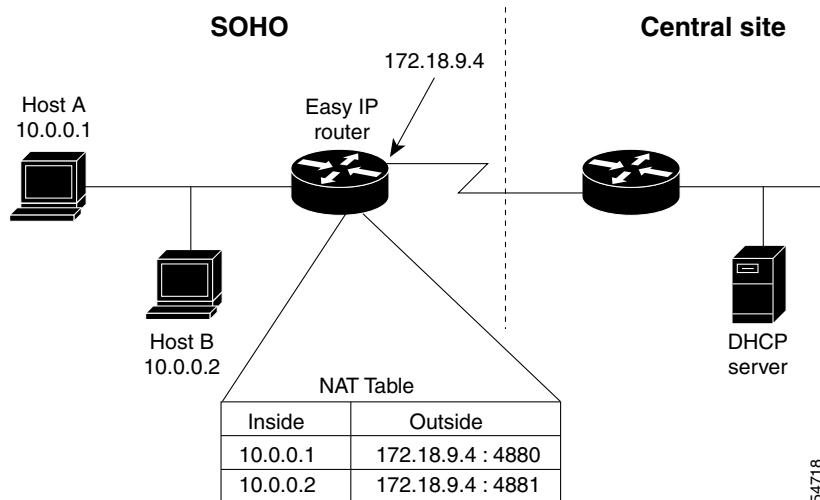 SOHO
Central site
172.18.9.4
Host A
10.0.0.1
Easy IP
router
Host B
10.0.0.2
DHCP
server
NAT Table
Inside Outside
10.0.0.1 172.18.9.4 : 4880
10.0.0.2 172.18.9.4 : 4881
54718